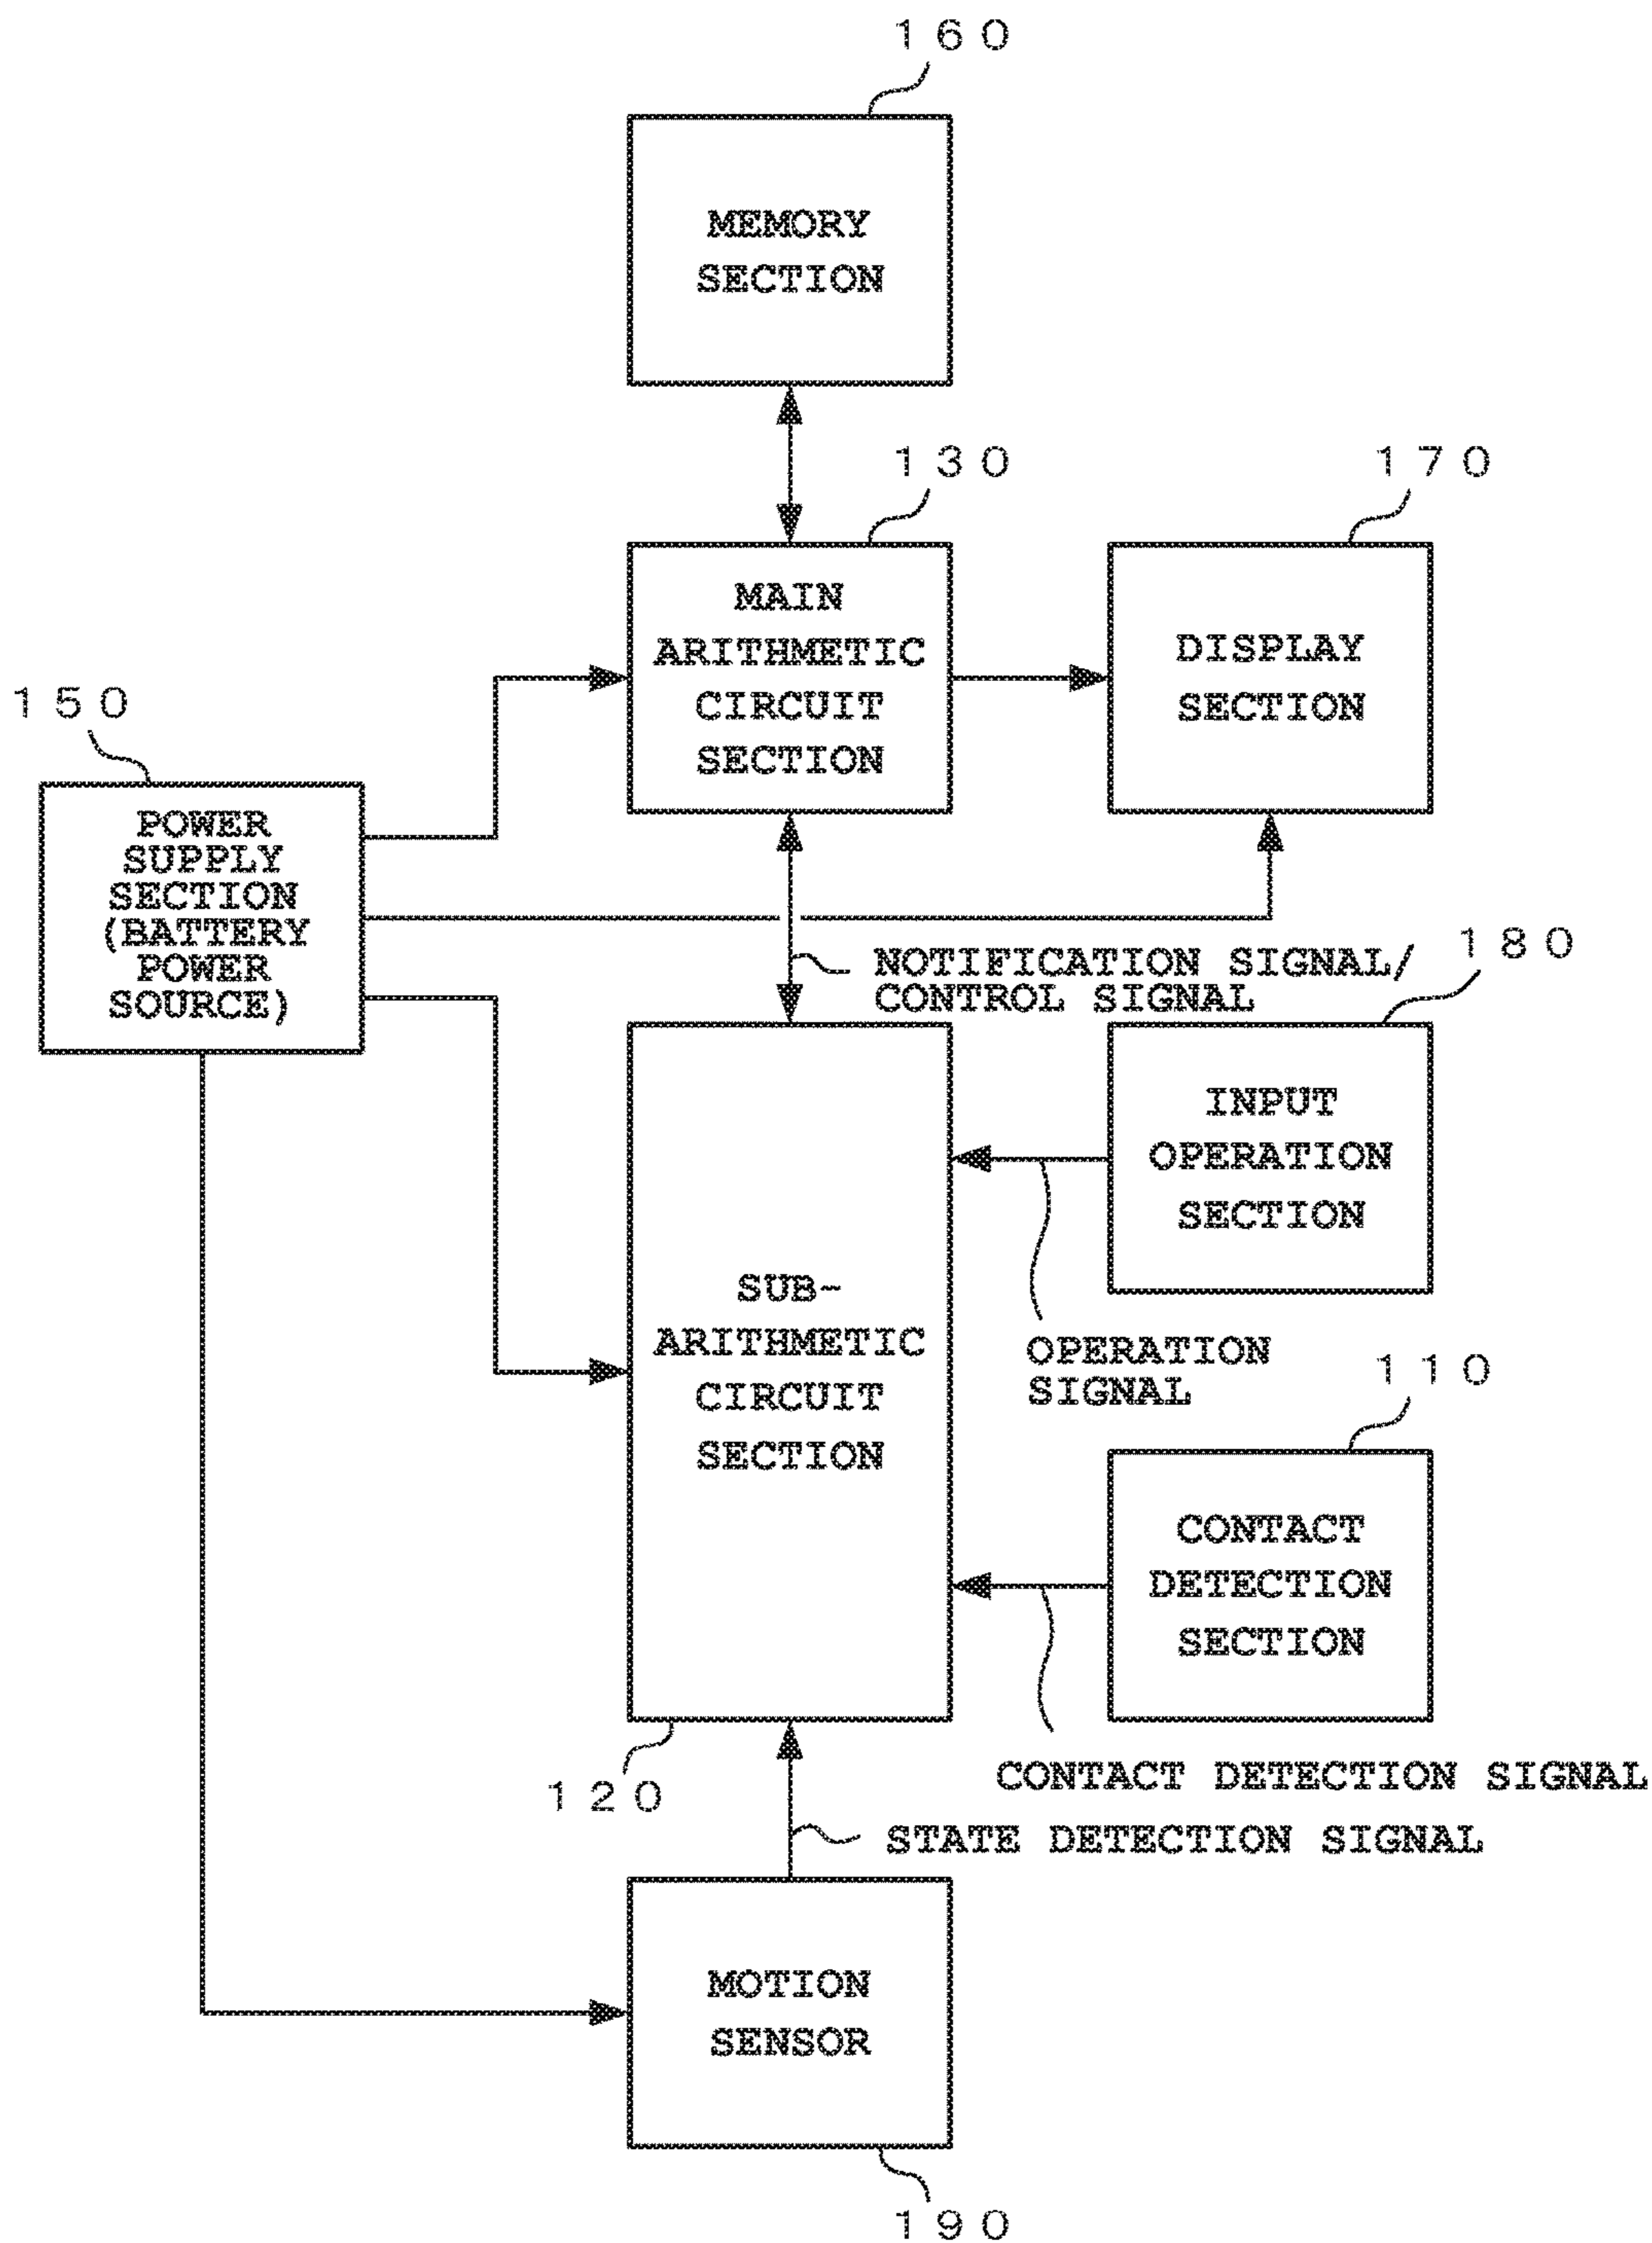 160
MEMORY
SECTION
130
170
MAIN
ARITHMETIC
CIRCUIT
SECTION
DISPLAY
SECTION
150
POWER
SUPPLY
SECTION
(BATTERY
POWER
SOURCE)
NOTIFICATION SIGNAL/
CONTROL SIGNAL
180
INPUT
OPERATION
SECTION
SUB-
ARITHMETIC
CIRCUIT
SECTION
OPERATION
SIGNAL
110
CONTACT
DETECTION
SECTION
CONTACT DETECTION SIGNAL
120
STATE DETECTION SIGNAL
MOTION
SENSOR
190